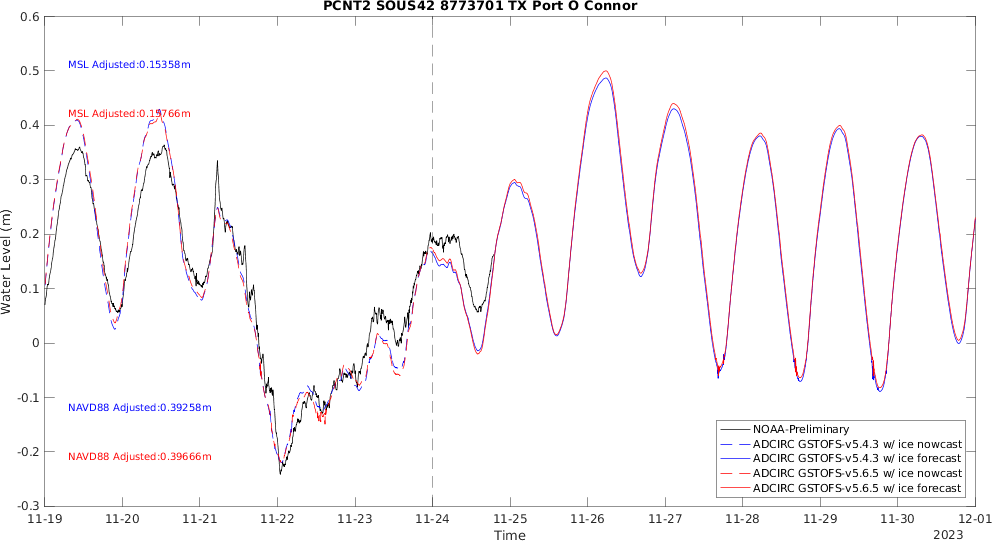 PCNT2 SOUS42 8773701 TX Port O Connor
0.6
0.5
0.4
0.3
0.2
0.1
0
-0.1
-0.2
-0.3
Water Level (m)
MSL Adjusted:0.15358m
MSL Adjusted:0.15766m
NAVD88 Adjusted:0.39258m
NAVD88 Adjusted:0.39666m
NOAA-Preliminary
ADCIRC GSTOFS-v5.4.3 w/ ice nowcast
ADCIRC GSTOFS-v5.4.3 w/ ice forecast
ADCIRC GSTOFS-v5.6.5 w/ ice nowcast
ADCIRC GSTOFS-v5.6.5 w/ ice forecast
11-19 11-20 11-21 11-22 11-23 11-24 11-25 11-26 11-27 11-28 11-29 11-30 12-01
Time
2023